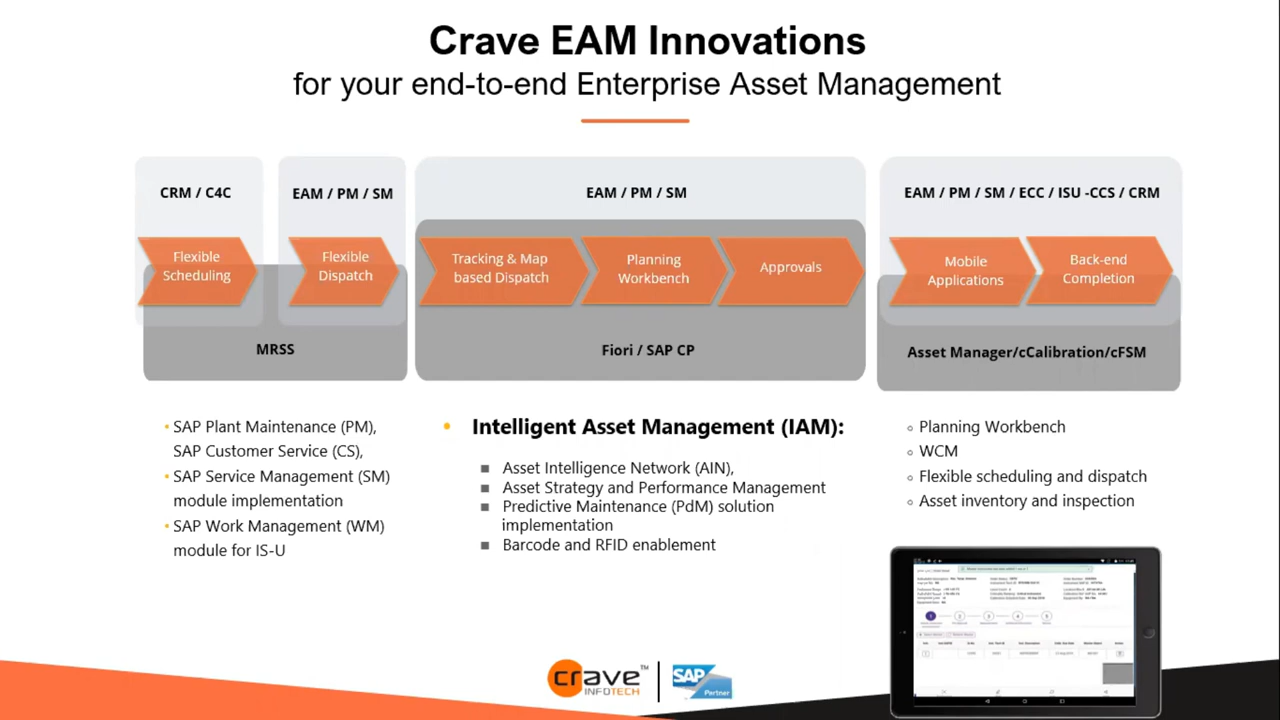 Crave EAM Innovations
for your end-to-end Enterprise Asset Management
CRM / C4C
EAM / PM / SM
EAM / PM / SM
EAM / PM / SM / ECC / ISU -CCS / CRM
Flexible
Scheduling
Flexible
Dispatch
Tracking & Map
based Dispatch
Planning
Workbench
Approvals
Mobile
Applications
Back-end
Completion
MRSS
Fiori / SAP CP
Asset Manager/cCalibration/cFSM
• SAP Plant Maintenance (PM),
SAP Customer Service (CS),
• SAP Service Management (SM)
module implementation
• SAP Work Management (WM)
module for IS-U
• Intelligent Asset Management (IAM):
■ Asset Intelligence Network (AIN),
■ Asset Strategy and Performance Management
■ Predictive Maintenance (PdM) solution
implementation
■ Barcode and RFID enablement
○ Planning Workbench
○ WCM
○ Flexible scheduling and dispatch
○ Asset inventory and inspection
crave™
INFOTECH
SAP
Partner